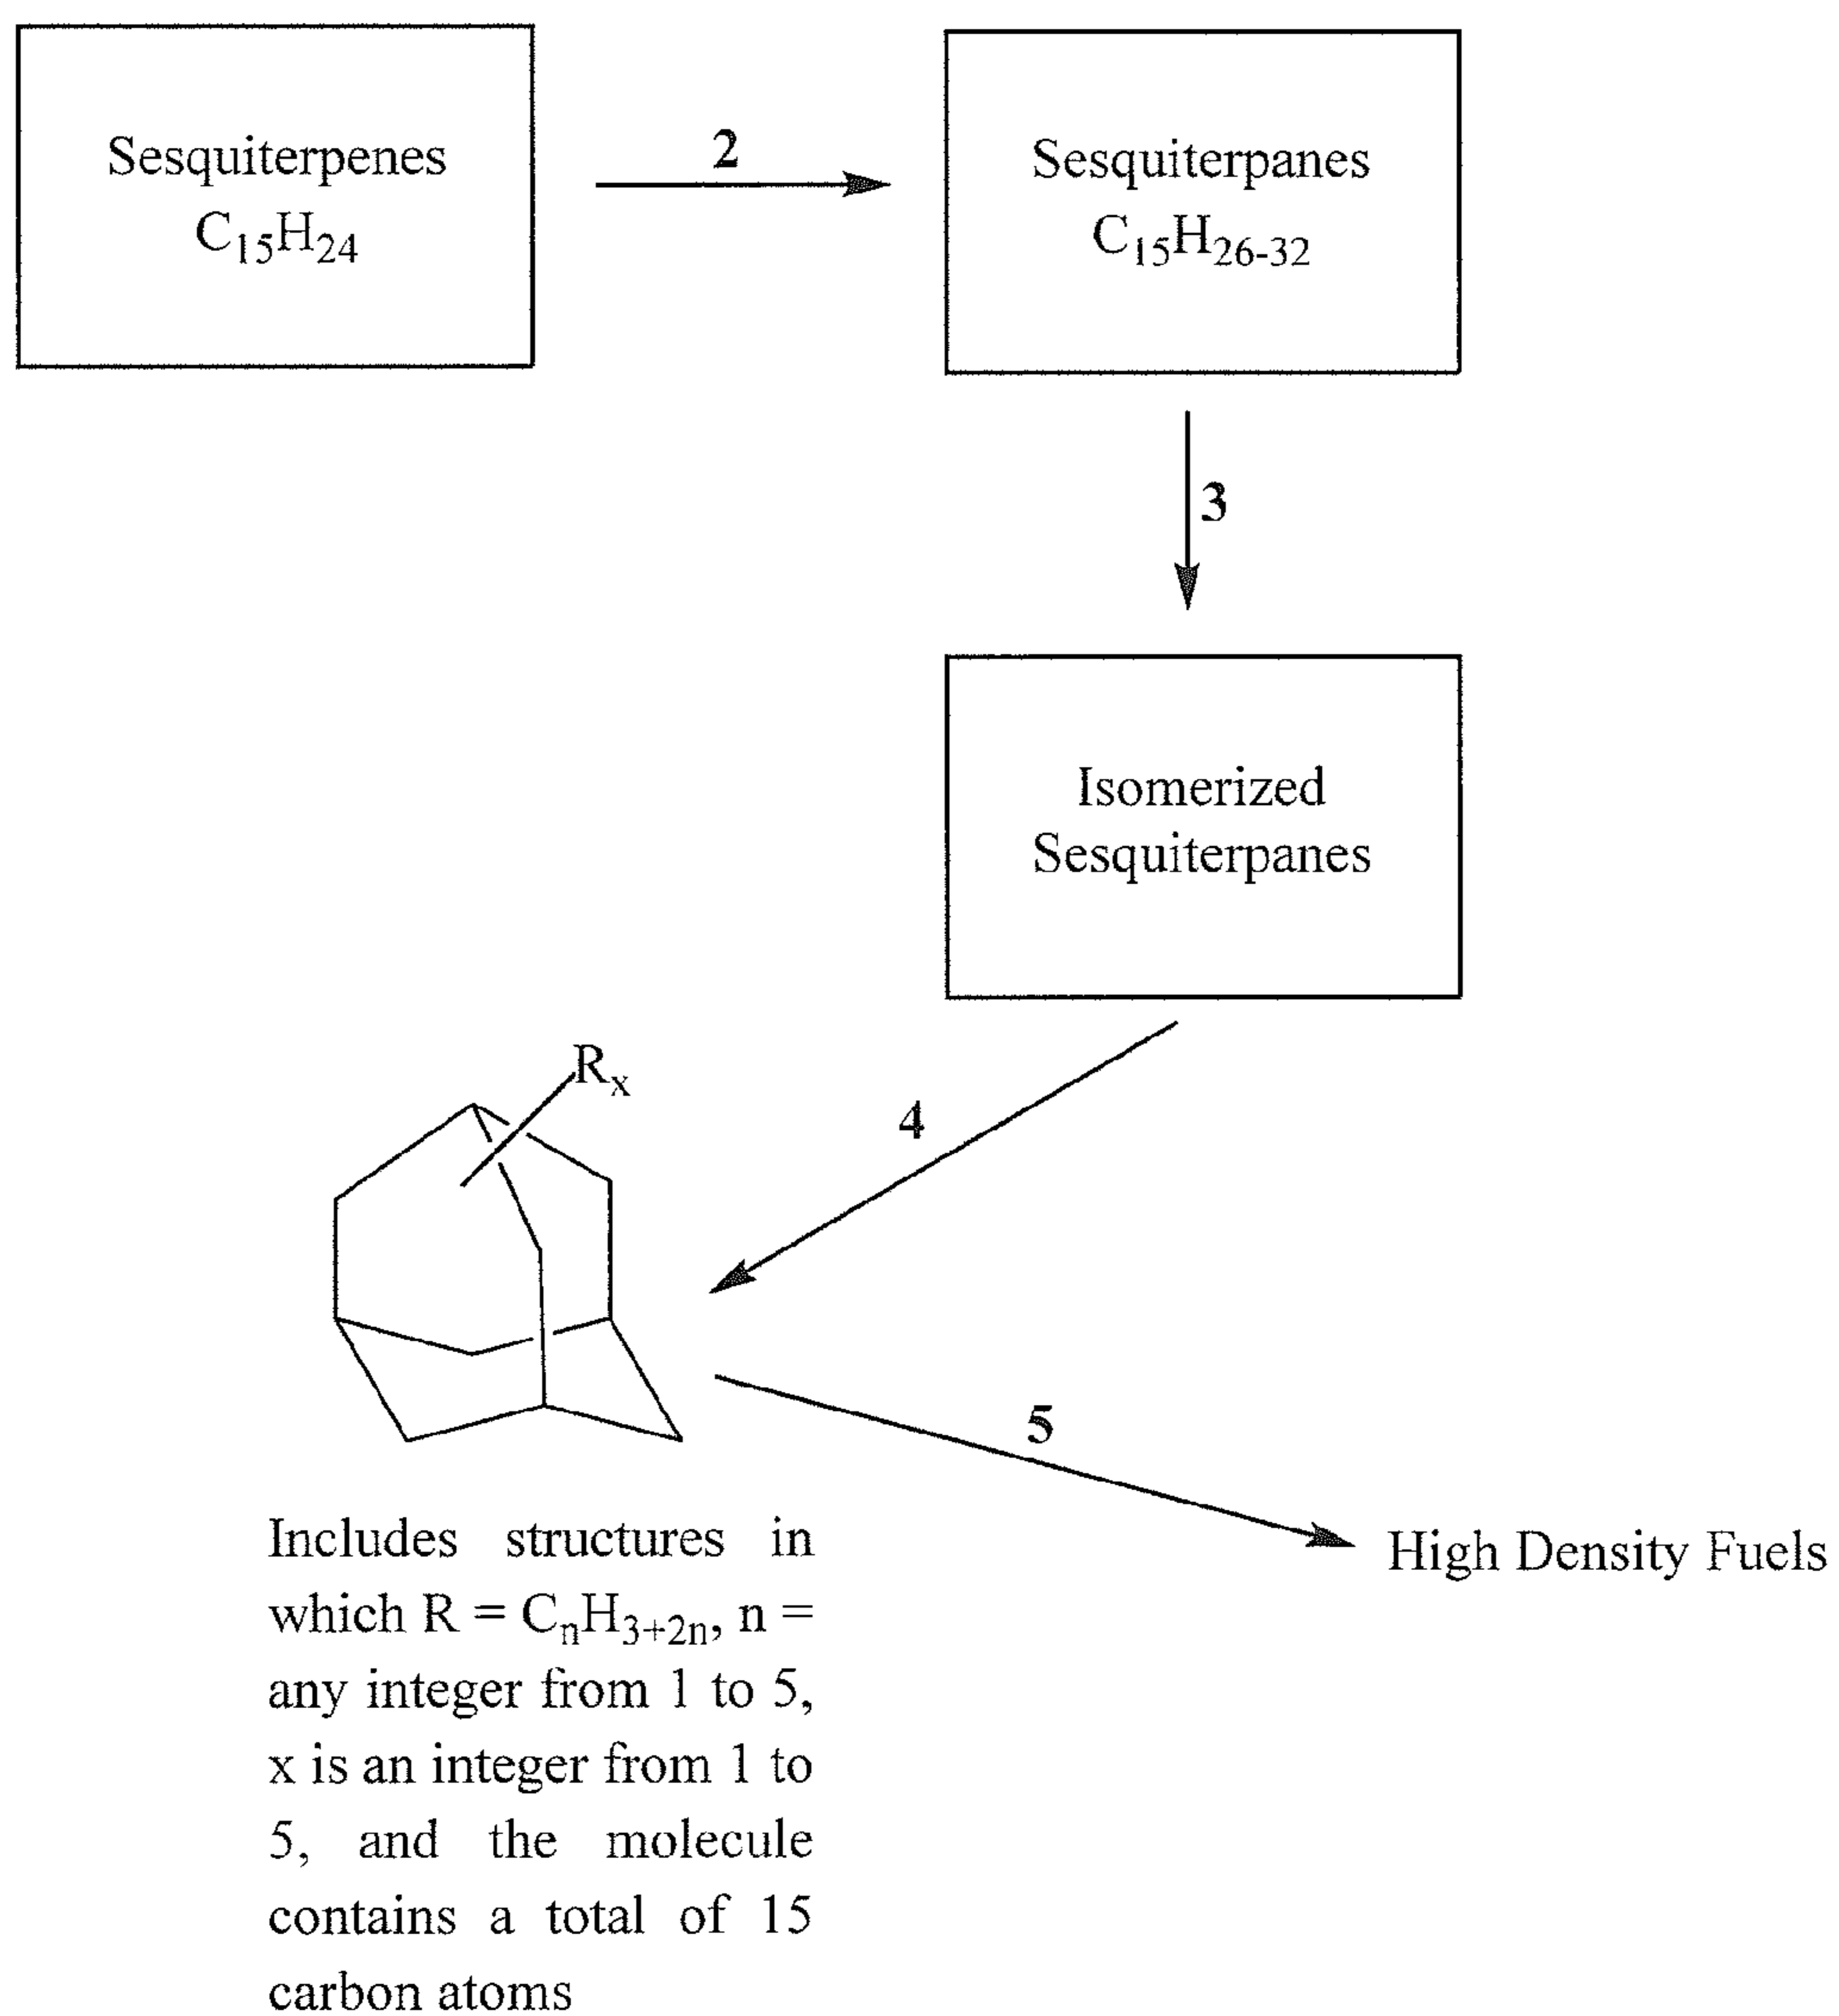 Sesquiterpenes
C₁₅H₂₄
2
Sesquiterpanes
C₁₅H₂₆₋₃₂
3
Isomerized
Sesquiterpanes
4
Rₓ
5
High Density Fuels
Includes structures in
which R = CₙH₃₊₂ₙ, n =
any integer from 1 to 5,
x is an integer from 1 to
5, and the molecule
contains a total of 15
carbon atoms